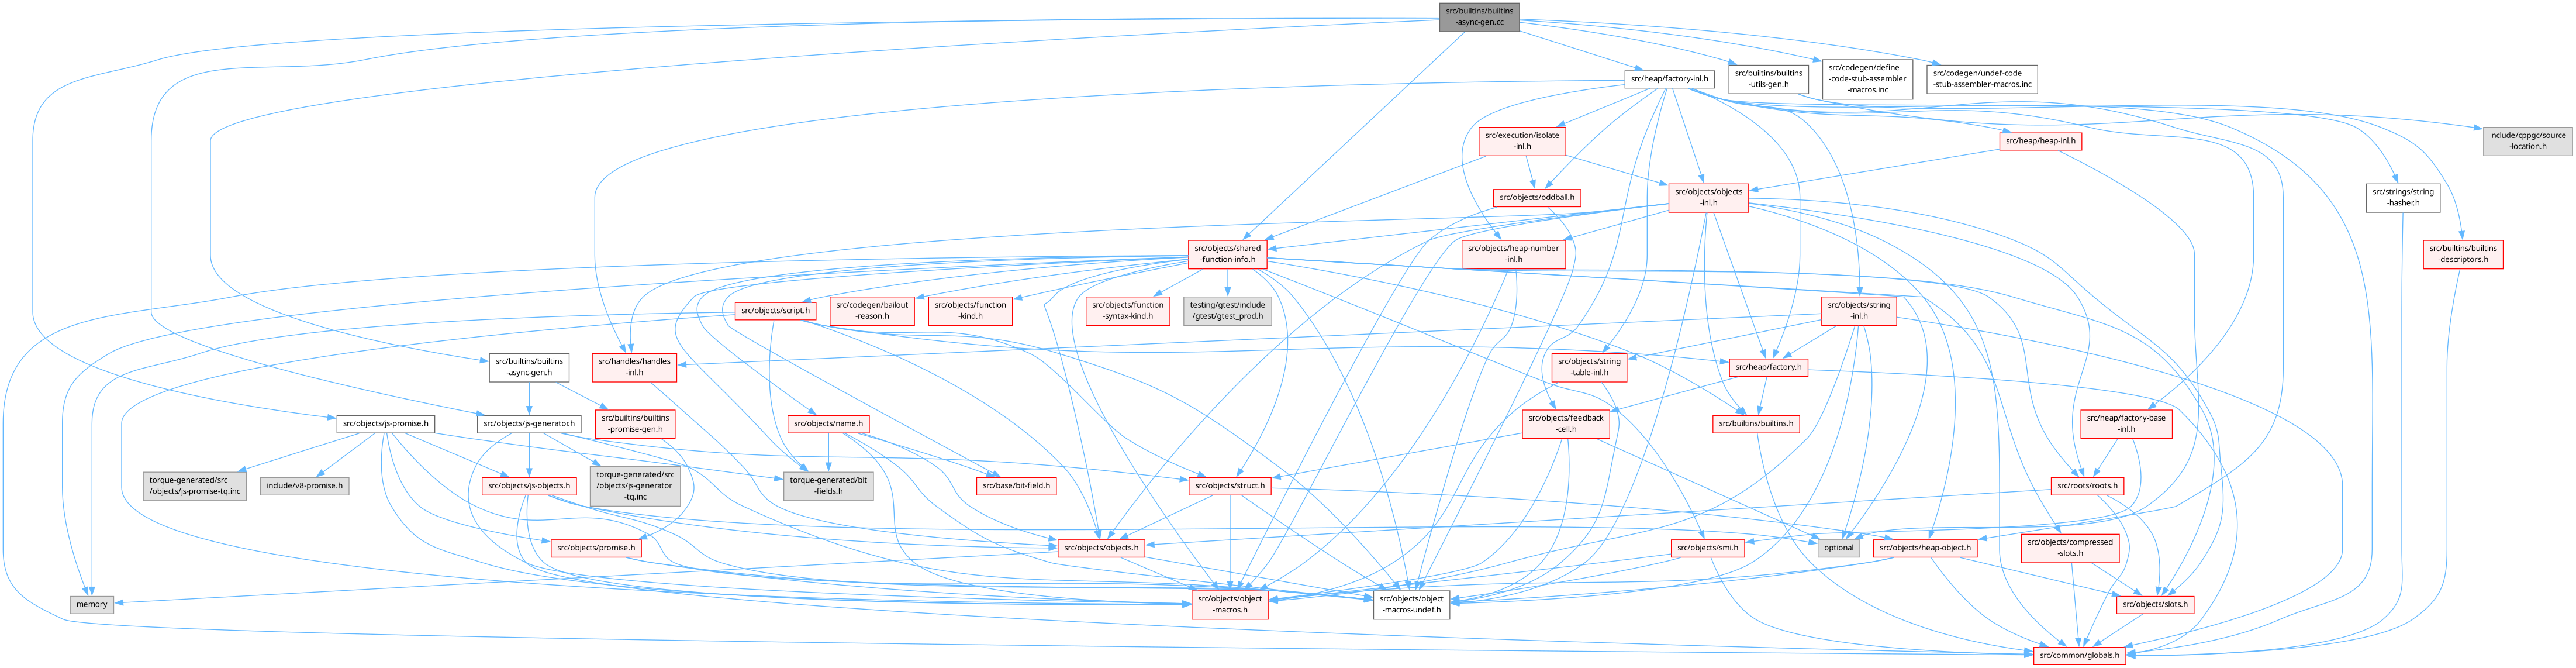 src/builtins/builtins
-async-gen.cc
src/heap/factory-inl.h
src/builtins/builtins
-utils-gen.h
src/codegen/define
-code-stub-assembler
-macros.inc
src/codegen/undef-code
-stub-assembler-macros.inc
src/execution/isolate
-inl.h
src/heap/heap-inl.h
include/cppgc/source
-location.h
src/objects/oddball.h
src/objects/objects
-inl.h
src/strings/string
-hasher.h
src/objects/shared
-function-info.h
src/objects/heap-number
-inl.h
src/builtins/builtins
-descriptors.h
src/objects/script.h
src/codegen/bailout
-reason.h
src/objects/function
-kind.h
src/objects/function
-syntax-kind.h
testing/gtest/include
/gtest/gtest_prod.h
src/objects/string
-inl.h
src/builtins/builtins
-async-gen.h
src/handles/handles
-inl.h
src/objects/string
-table-inl.h
src/heap/factory.h
src/objects/js-promise.h
src/objects/js-generator.h
src/builtins/builtins
-promise-gen.h
src/objects/name.h
src/objects/feedback
-cell.h
src/builtins/builtins.h
src/heap/factory-base
-inl.h
torque-generated/src
/objects/js-promise-tq.inc
include/v8-promise.h
src/objects/js-objects.h
torque-generated/src
/objects/js-generator
-tq.inc
torque-generated/bit
-fields.h
src/base/bit-field.h
src/objects/struct.h
src/roots/roots.h
src/objects/promise.h
src/objects/objects.h
optional
src/objects/smi.h
src/objects/heap-object.h
src/objects/compressed
-slots.h
memory
src/objects/object
-macros.h
src/objects/object
-macros-undef.h
src/objects/slots.h
src/common/globals.h